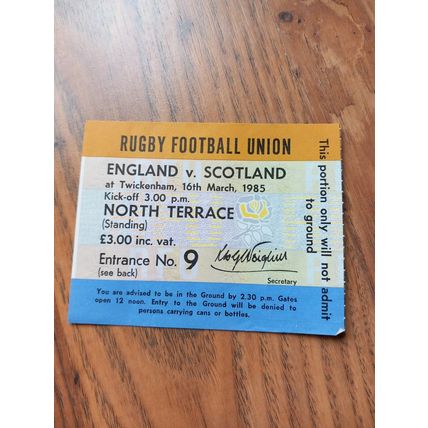 RUGBY FOOTBALL UNION
ENGLAND v. SCOTLAND
at Twickenham, 16th March, 1985
Kick-off 3.00 p.m.
NORTH TERRACE
(Standing)
£3.00 inc. vat.
Entrance No. 9
(see back)
Secretary
You are advised to be in the Ground by 2.30 p.m. Gates
open 12 noon. Entry to the Ground will be denied to
persons carrying cans or bottles.
This portion only will not admit
to ground